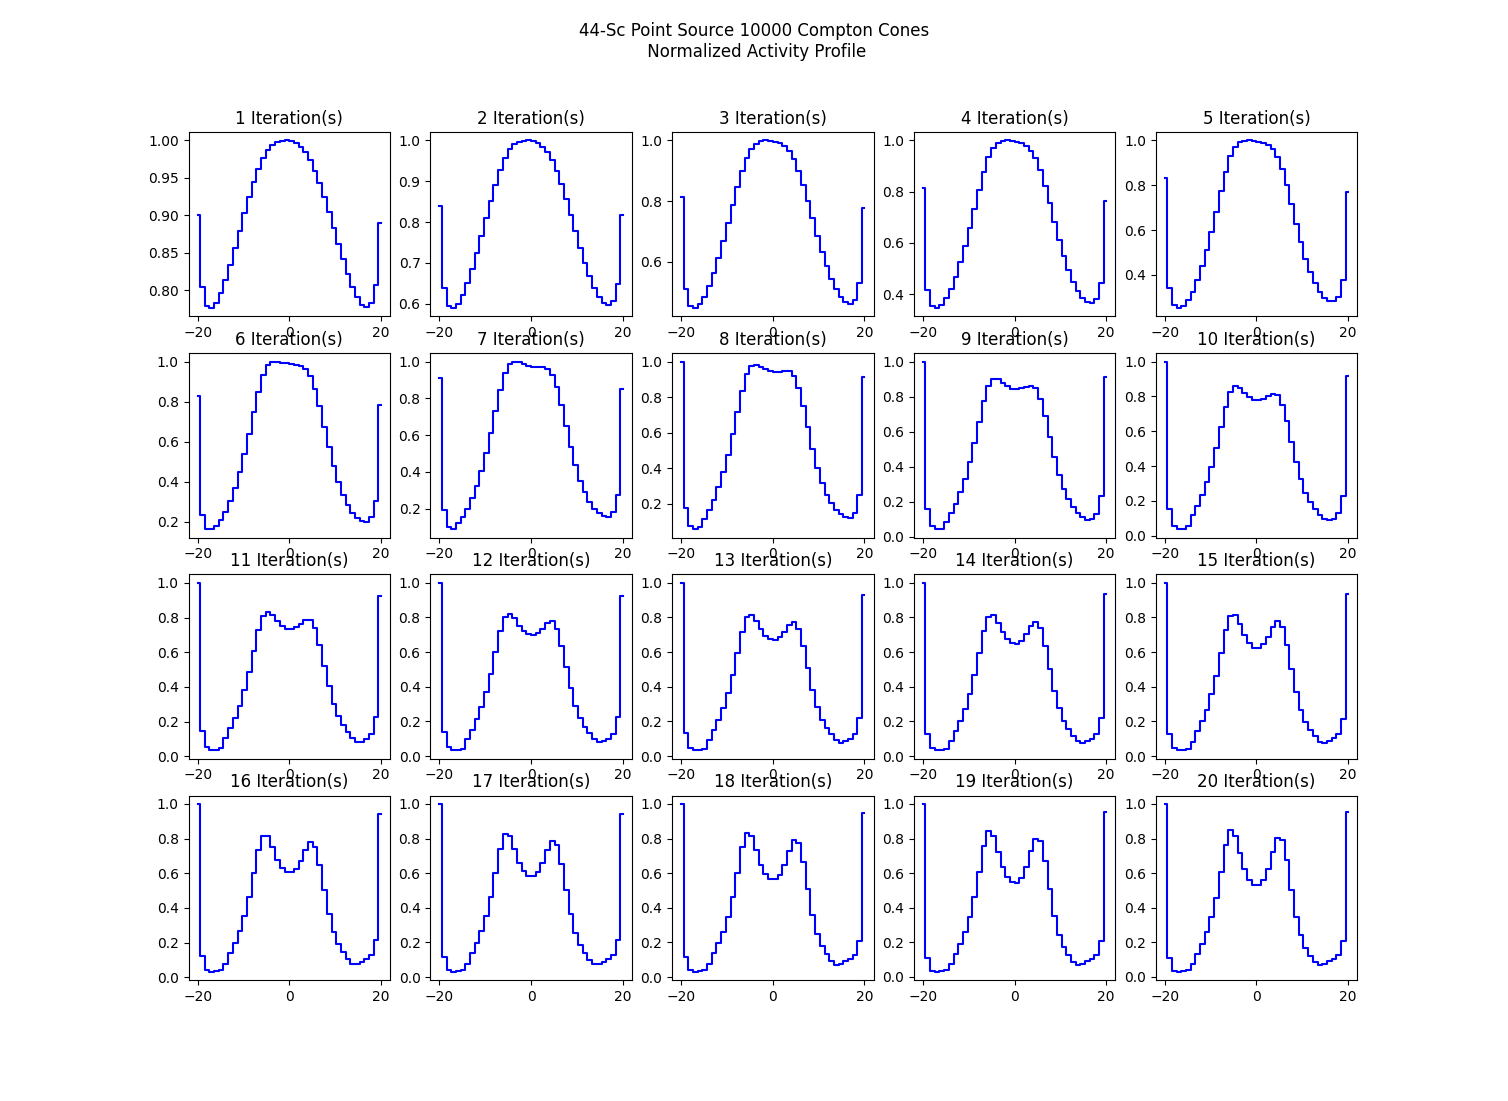 44-Sc Point Source 10000 Compton Cones
Normalized Activity Profile
1 Iteration(s) 2 Iteration(s) 3 Iteration(s) 4 Iteration(s) 5 Iteration(s)
1.00 1.0 1.0 1.0 1.0
0.95 0.9 0.8 0.8 0.8
0.90 0.8 0.6 0.6 0.6
0.85 0.7 0.4 0.4
0.80 0.6
−20 0 20 −20 0 20 −20 0 20 −20 0 20 −20 0 20
6 Iteration(s) 7 Iteration(s) 8 Iteration(s) 9 Iteration(s) 10 Iteration(s)
1.0 1.0 1.0 1.0 1.0
0.8 0.8 0.8 0.8 0.8
0.6 0.6 0.6 0.6 0.6
0.4 0.4 0.4 0.4 0.4
0.2 0.2 0.2 0.2 0.2
0.0 0.0
−20 0 20 −20 0 20 −20 0 20 −20 0 20 −20 0 20
11 Iteration(s) 12 Iteration(s) 13 Iteration(s) 14 Iteration(s) 15 Iteration(s)
1.0 1.0 1.0 1.0 1.0
0.8 0.8 0.8 0.8 0.8
0.6 0.6 0.6 0.6 0.6
0.4 0.4 0.4 0.4 0.4
0.2 0.2 0.2 0.2 0.2
0.0 0.0 0.0 0.0 0.0
−20 0 20 −20 0 20 −20 0 20 −20 0 20 −20 0 20
16 Iteration(s) 17 Iteration(s) 18 Iteration(s) 19 Iteration(s) 20 Iteration(s)
1.0 1.0 1.0 1.0 1.0
0.8 0.8 0.8 0.8 0.8
0.6 0.6 0.6 0.6 0.6
0.4 0.4 0.4 0.4 0.4
0.2 0.2 0.2 0.2 0.2
0.0 0.0 0.0 0.0 0.0
−20 0 20 −20 0 20 −20 0 20 −20 0 20 −20 0 20